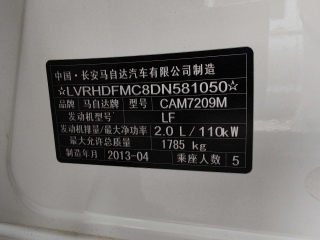 中国·长安马自达汽车有限公司制造
☆LVRHDFMC8DN581050☆
品牌 马自达 型号 CAM7209M
发动机型号 LF
发动机排量/最大净功率 2.0 L/110kW
最大允许总质量 1785 kg
制造年月 2013-04 乘座人数 5